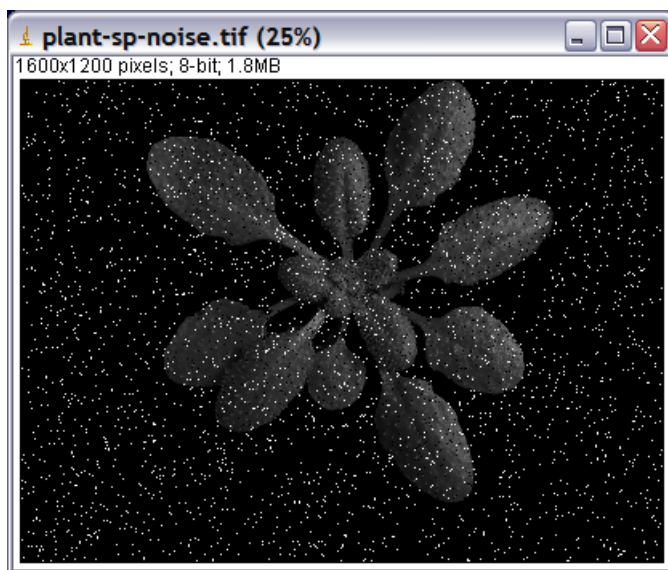 plant-sp-noise.tif (25%)
1600x1200 pixels; 8-bit; 1.8MB